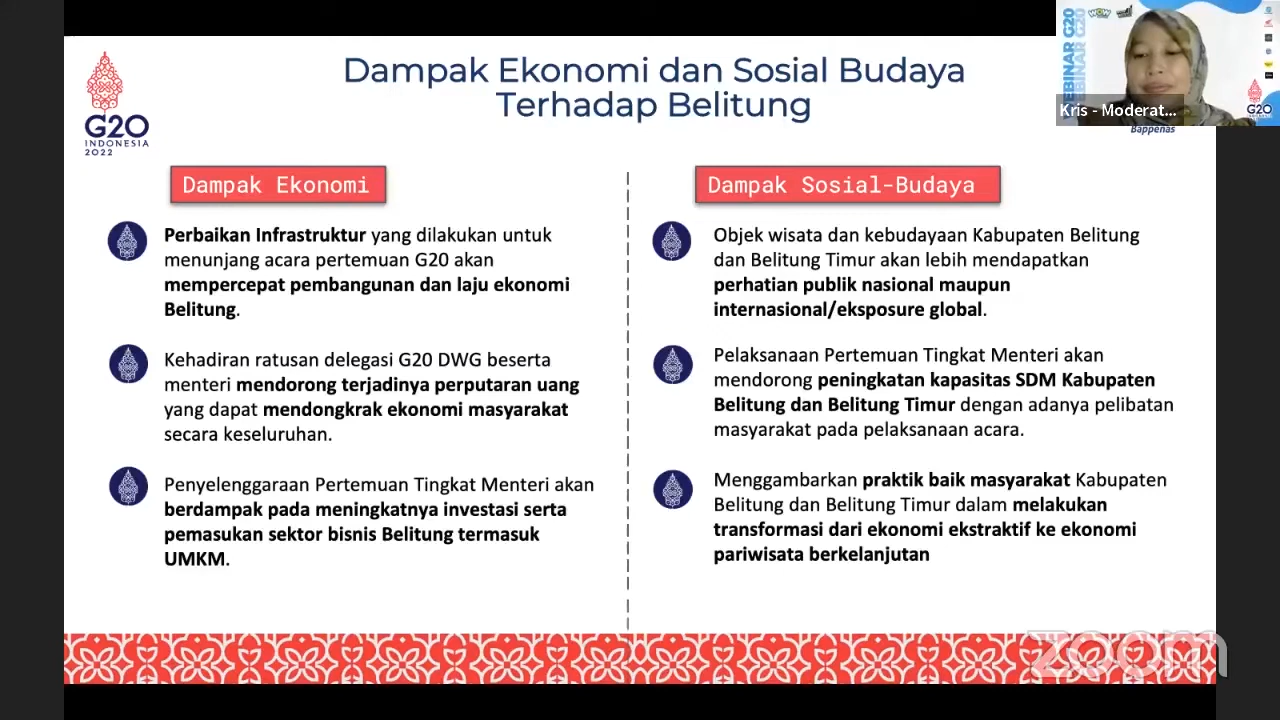 Dampak Ekonomi dan Sosial Budaya
Terhadap Belitung
G20
INDONESIA
2022
WEBINAR G20
Kris - Moderat...
G20
Bappenas
Dampak Ekonomi
Perbaikan Infrastruktur yang dilakukan untuk
menunjang acara pertemuan G20 akan
mempercepat pembangunan dan laju ekonomi
Belitung.
Kehadiran ratusan delegasi G20 DWG beserta
menteri mendorong terjadinya perputaran uang
yang dapat mendongkrak ekonomi masyarakat
secara keseluruhan.
Penyelenggaraan Pertemuan Tingkat Menteri akan
berdampak pada meningkatnya investasi serta
pemasukan sektor bisnis Belitung termasuk
UMKM.
Dampak Sosial-Budaya
Objek wisata dan kebudayaan Kabupaten Belitung
dan Belitung Timur akan lebih mendapatkan
perhatian publik nasional maupun
internasional/eksposure global.
Pelaksanaan Pertemuan Tingkat Menteri akan
mendorong peningkatan kapasitas SDM Kabupaten
Belitung dan Belitung Timur dengan adanya pelibatan
masyarakat pada pelaksanaan acara.
Menggambarkan praktik baik masyarakat Kabupaten
Belitung dan Belitung Timur dalam melakukan
transformasi dari ekonomi ekstraktif ke ekonomi
pariwisata berkelanjutan
zoom